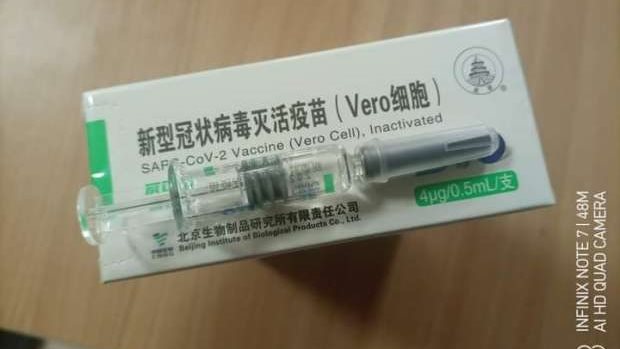 新型冠状病毒灭活疫苗（Vero细胞）
SARS-CoV-2 Vaccine (Vero Cell), Inactivated
4μg/0.5mL/支
北京生物制品研究所有限责任公司
Beijing Institute of Biological Products Co., Ltd.
INFINIX NOTE 7 | 48M
AI HD QUAD CAMERA